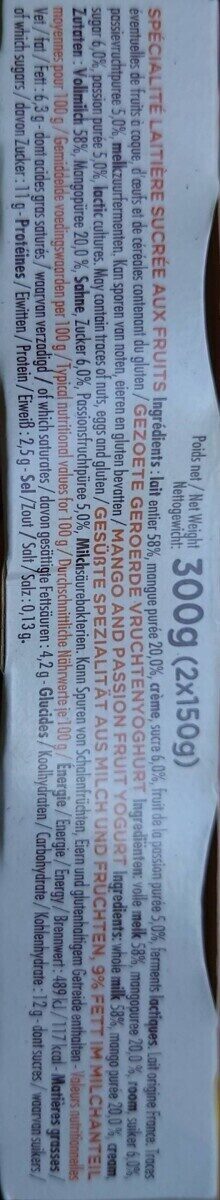 Poids net / Net Weight
Nettogewicht: 300g (2x150g)
SPÉCIALITÉ LAITIÈRE SUCRÉE AUX FRUITS Ingrédients : lait entier 58%, mangue purée 20,0%, crème, sucre 6,0%, fruit de la passion purée 5,0%, ferments lactiques. Lait origine France. Traces
éventuelles de fruits à coque, d'œufs et de céréales contenant du gluten / GEZOETE GEROERDE VRUCHTENYOGHURT Ingrediënten: volle melk 58%, mangopuree 20,0 %, room, suiker 6,0%,
passievruchtpuree 5,0%, melkzuurfermenten. Kan sporen van noten, eieren en gluten bevatten / MANGO AND PASSION FRUIT YOGURT Ingredients: whole milk 58%, mango purée 20,0%, cream,
sugar 6,0%, passion purée 5,0%, lactic cultures. May contain traces of nuts, eggs and gluten / GESÜßTE SPEZIALITÄT AUS MILCH UND FRÜCHTEN, 9% FETT IM MILCHANTEIL
Zutaten : Vollmilch 58%, Mangopüree 20,0 %, Sahne, Zucker 6,0%, Passionsfruchtpüree 5,0%, Milchsäurebakterien. Kann Spuren von Schalenfrüchten, Eiern und glutenhaltigem Getreide enthalten - Valeurs nutritionnelles
moyennes pour 100 g / Gemiddelde voedingswaarden per 100g / Typical nutritional values for 100 g / Durchschnittliche Nährwerte je 100 g / Énergie / Energie / Energy / Brennwert : 489 kJ / 117 kcal - Matières grasses /
Vet / fat / Fett : 6,3 g - dont acides gras saturés / waarvan verzadigd / of which saturates / davon gesättigte Fettsäuren : 4,2 g - Glucides / Koolhydraten / Carbohydrate / Kohlenhydrate : 12 g - dont sucres / waarvan suikers /
of which sugars / davon Zucker : 11 g - Protéines / Eiwitten / Protein / Eiweiß : 2,5 g - Sel / Zout / Salt / Salz : 0,13 g.